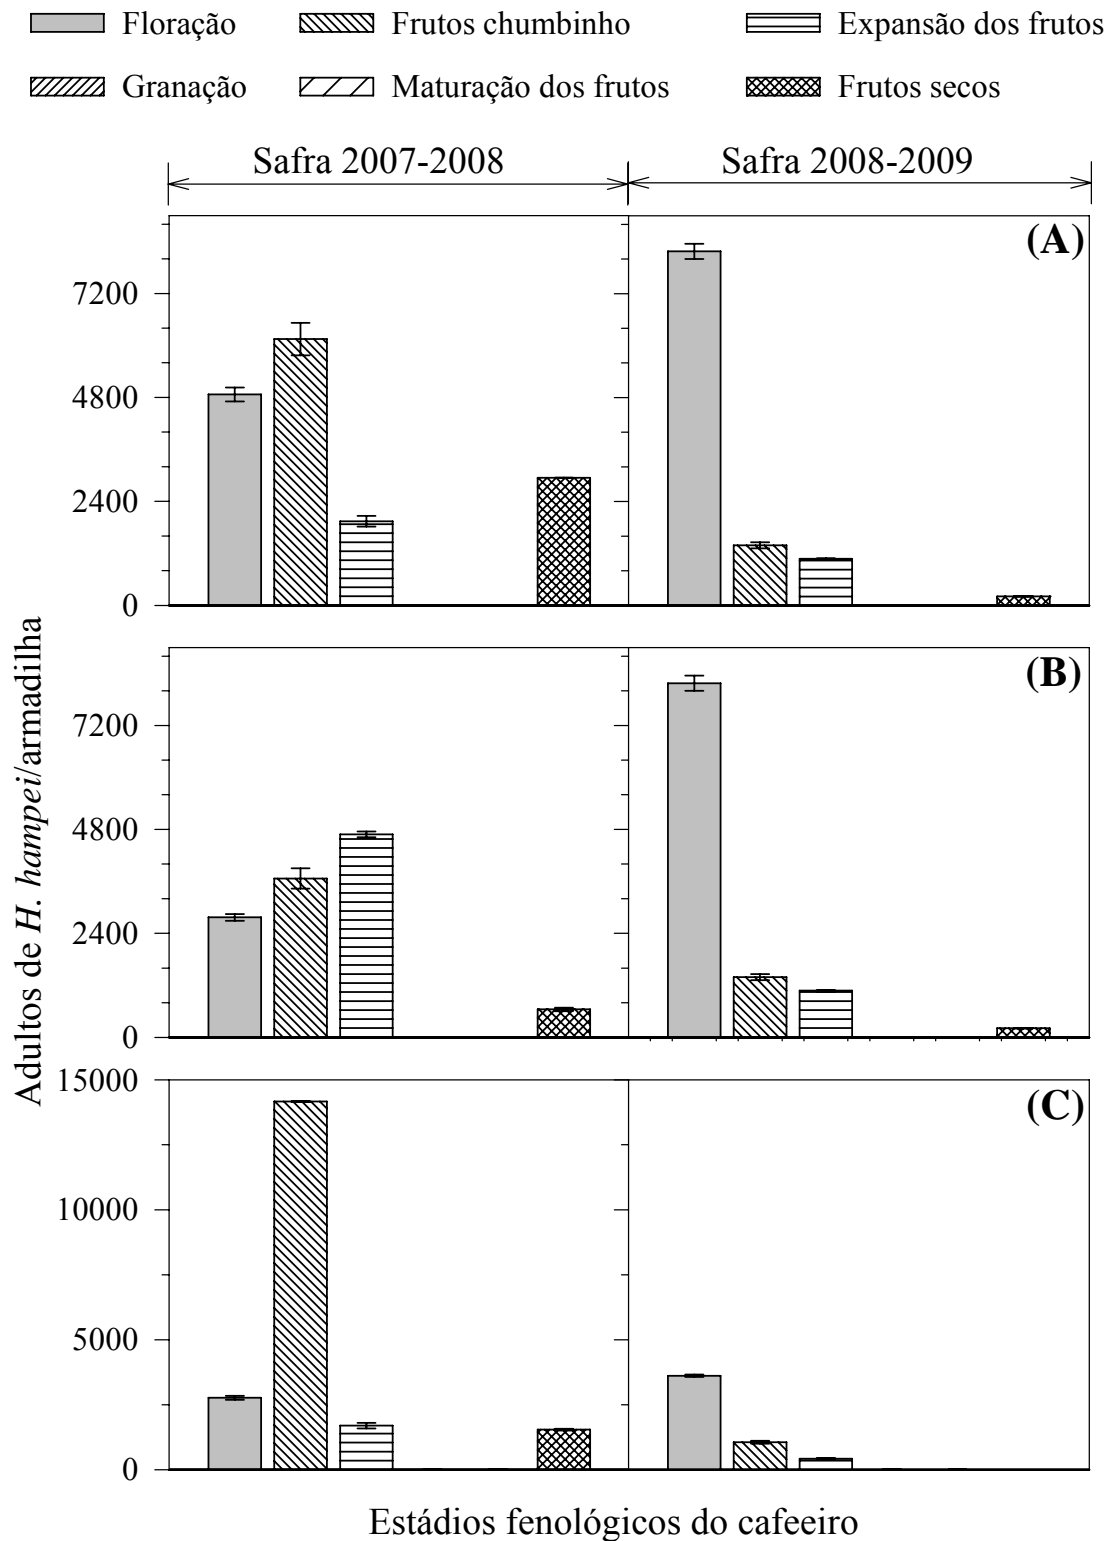 Floração Frutos chumbinho Expansão dos frutos
Granação Maturação dos frutos Frutos secos
Safra 2007-2008 Safra 2008-2009
(A)
7200
4800
2400
0
(B)
7200
4800
2400
0
Adultos de H. hampei/armadilha
(C)
15000
10000
5000
0
Estádios fenológicos do cafeeiro